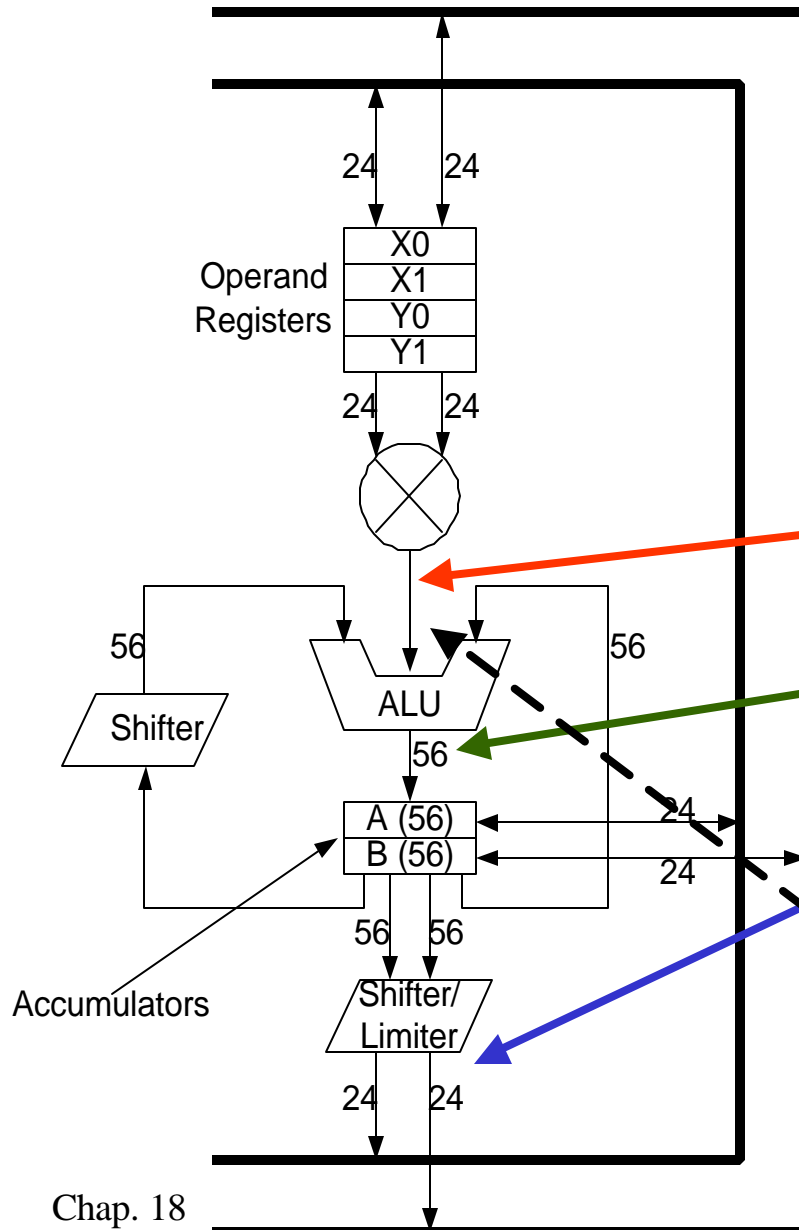 24 24
X0
X1
Y0
Y1
Operand
Registers
24 24
56 56
ALU
Shifter
56
A (56) 24
B (56) 24
56 56
Shifter/
Limiter
Accumulators
24 24
Chap. 18